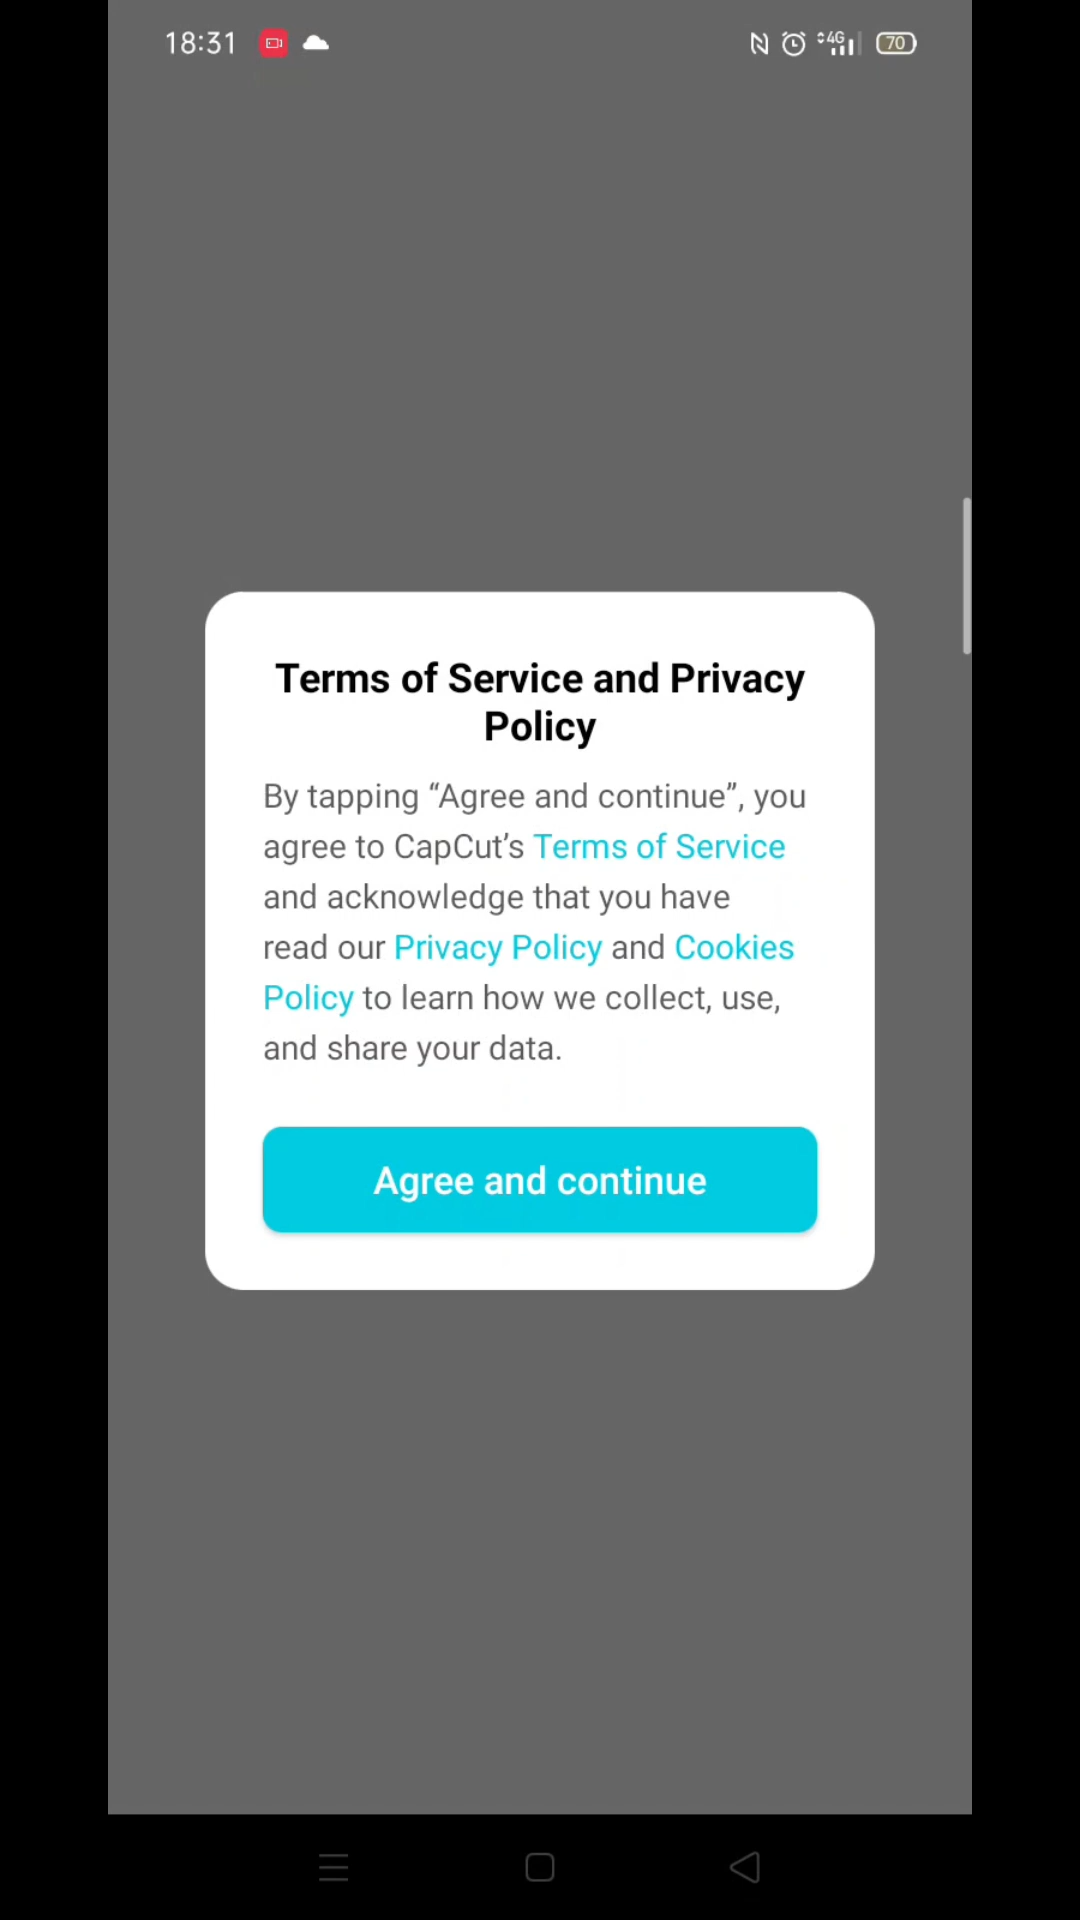 18:31
4G
70
Terms of Service and Privacy
Policy
By tapping “Agree and continue”, you
agree to CapCut’s Terms of Service
and acknowledge that you have
read our Privacy Policy and Cookies
Policy to learn how we collect, use,
and share your data.
Agree and continue